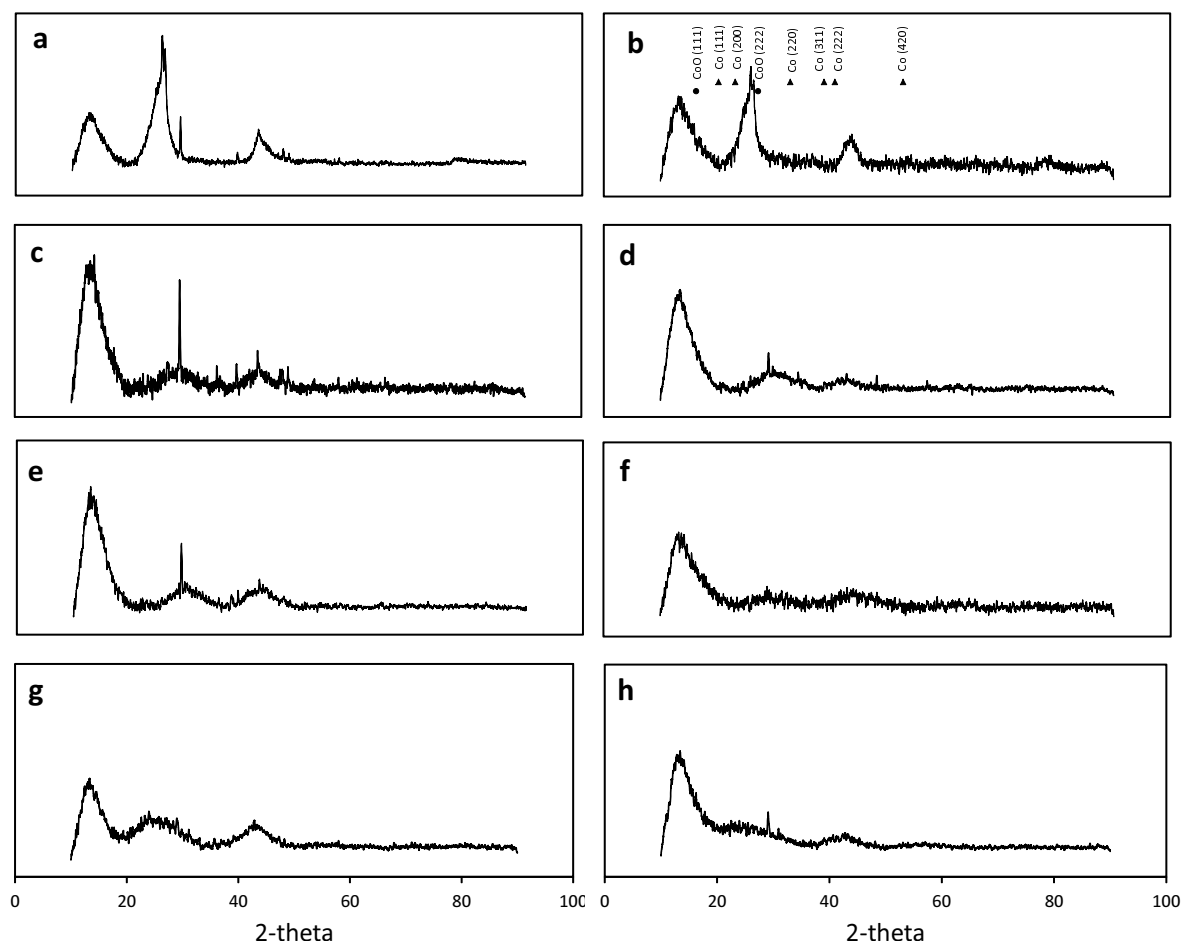 a
b
CoO (111)
Co (111)
Co (200)
CoO (222)
Co (220)
Co (311)
Co (222)
Co (420)
c
d
e
f
g
h
0 20 40 60 80 100
0 20 40 60 80 100
2-theta
2-theta